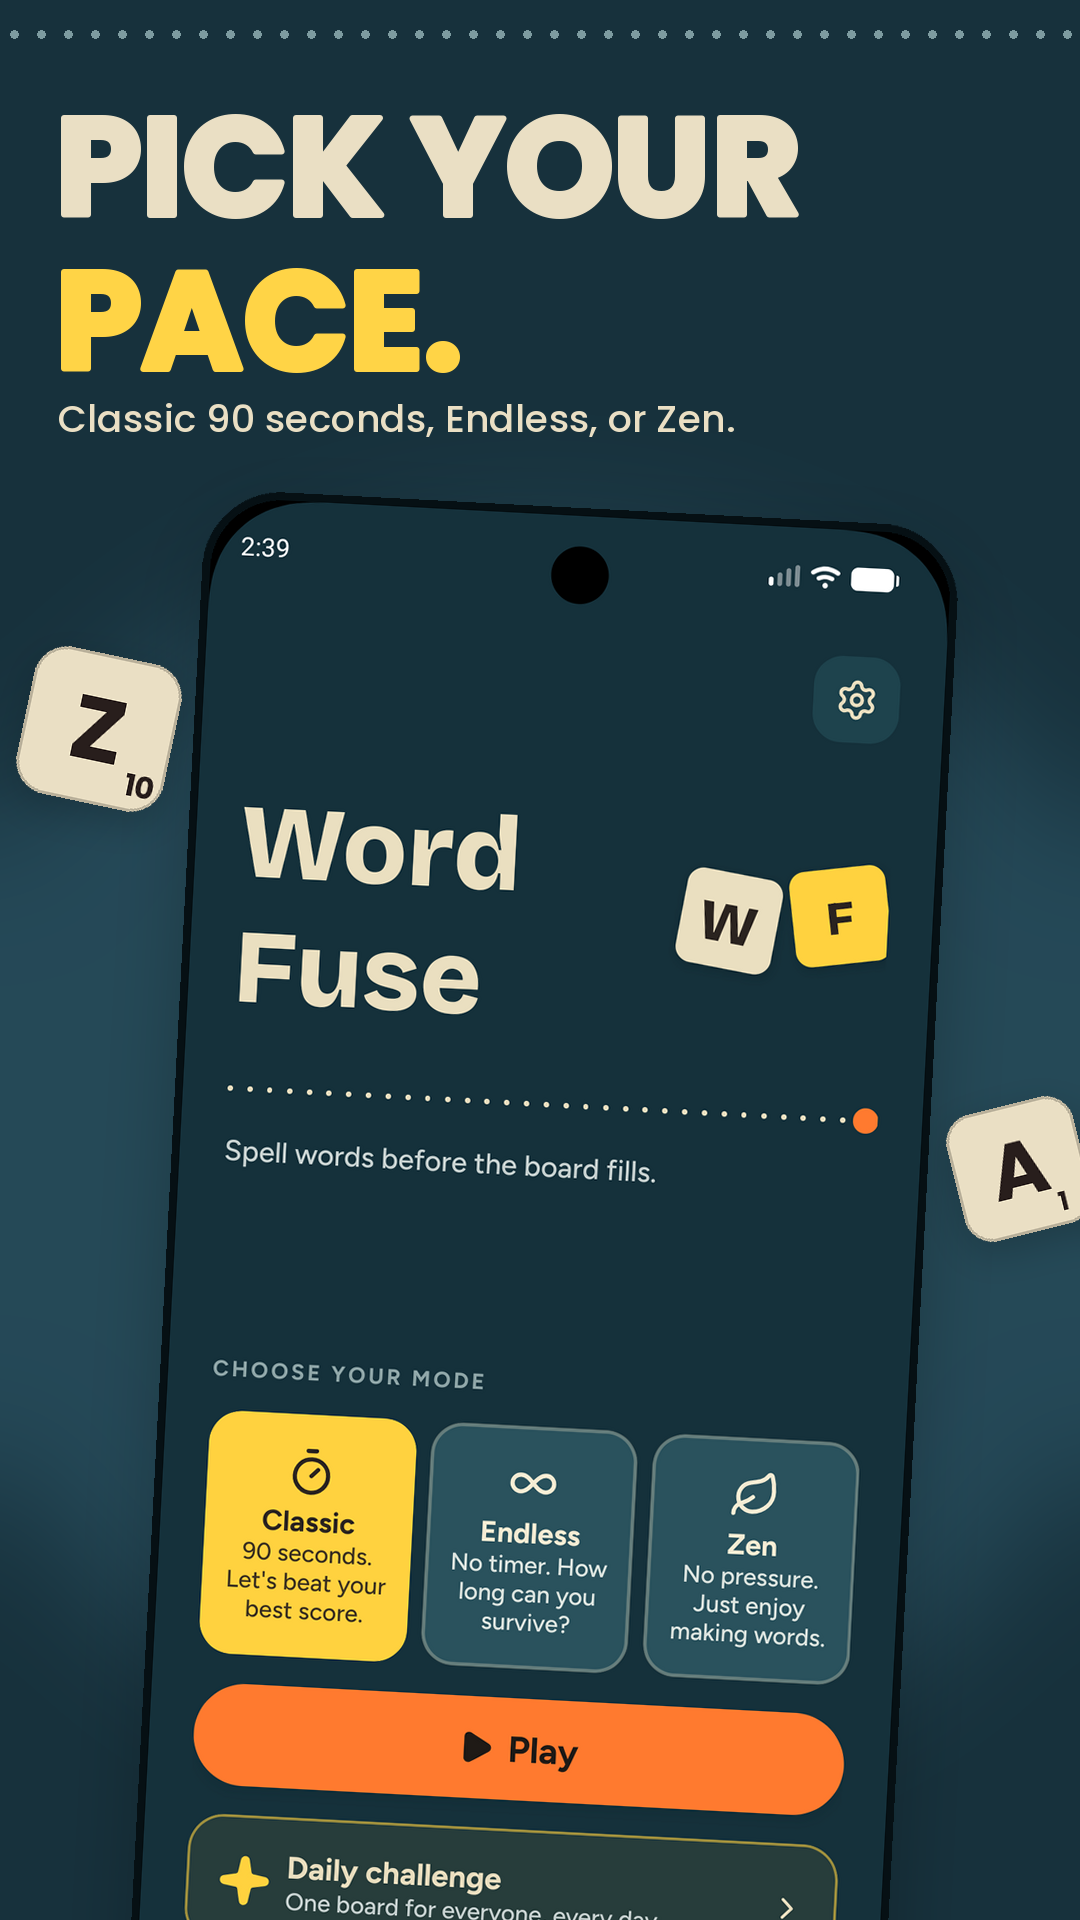 PICK YOUR
PACE.
Classic 90 seconds, Endless, or Zen.
2:39
Z
10
Word
Fuse
W
F
A
1
Spell words before the board fills.
CHOOSE YOUR MODE
Classic
90 seconds.
Let's beat your
best score.
Endless
No timer. How
long can you
survive?
Zen
No pressure.
Just enjoy
making words.
Play
Daily challenge
One board for everyone, every day